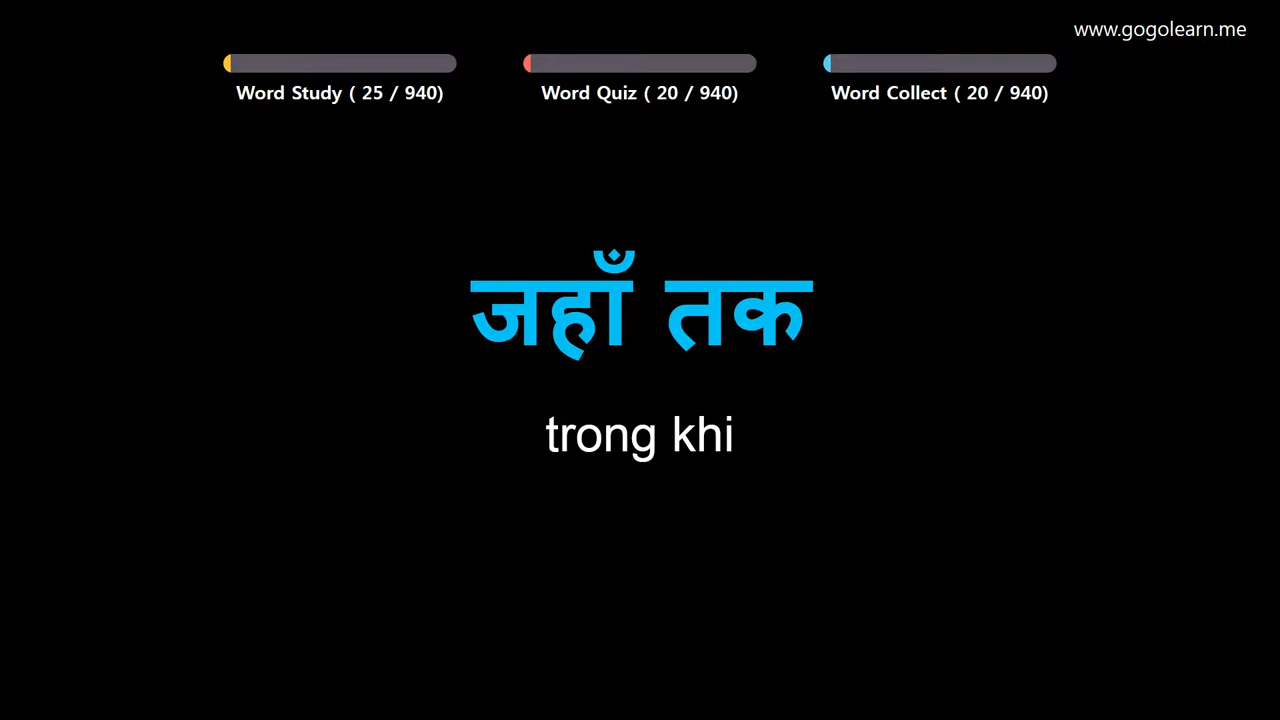 www.gogolearn.me
Word Study ( 25 / 940)
Word Quiz ( 20 / 940)
Word Collect ( 20 / 940)
जहाँ तक
trong khi